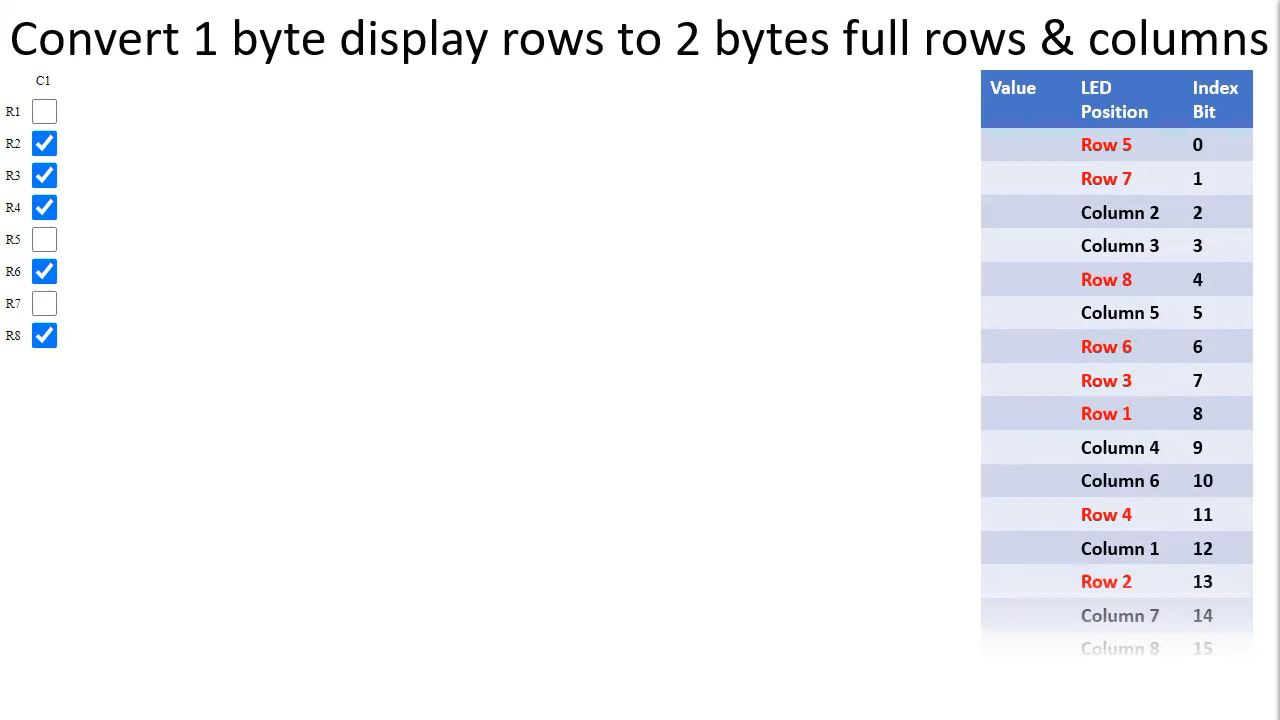 Convert 1 byte display rows to 2 bytes full rows & columns
C1
R1
R2
R3
R4
R5
R6
R7
R8
Value LED Position Index Bit
Row 5 0
Row 7 1
Column 2 2
Column 3 3
Row 8 4
Column 5 5
Row 6 6
Row 3 7
Row 1 8
Column 4 9
Column 6 10
Row 4 11
Column 1 12
Row 2 13
Column 7 14
Column 8 15